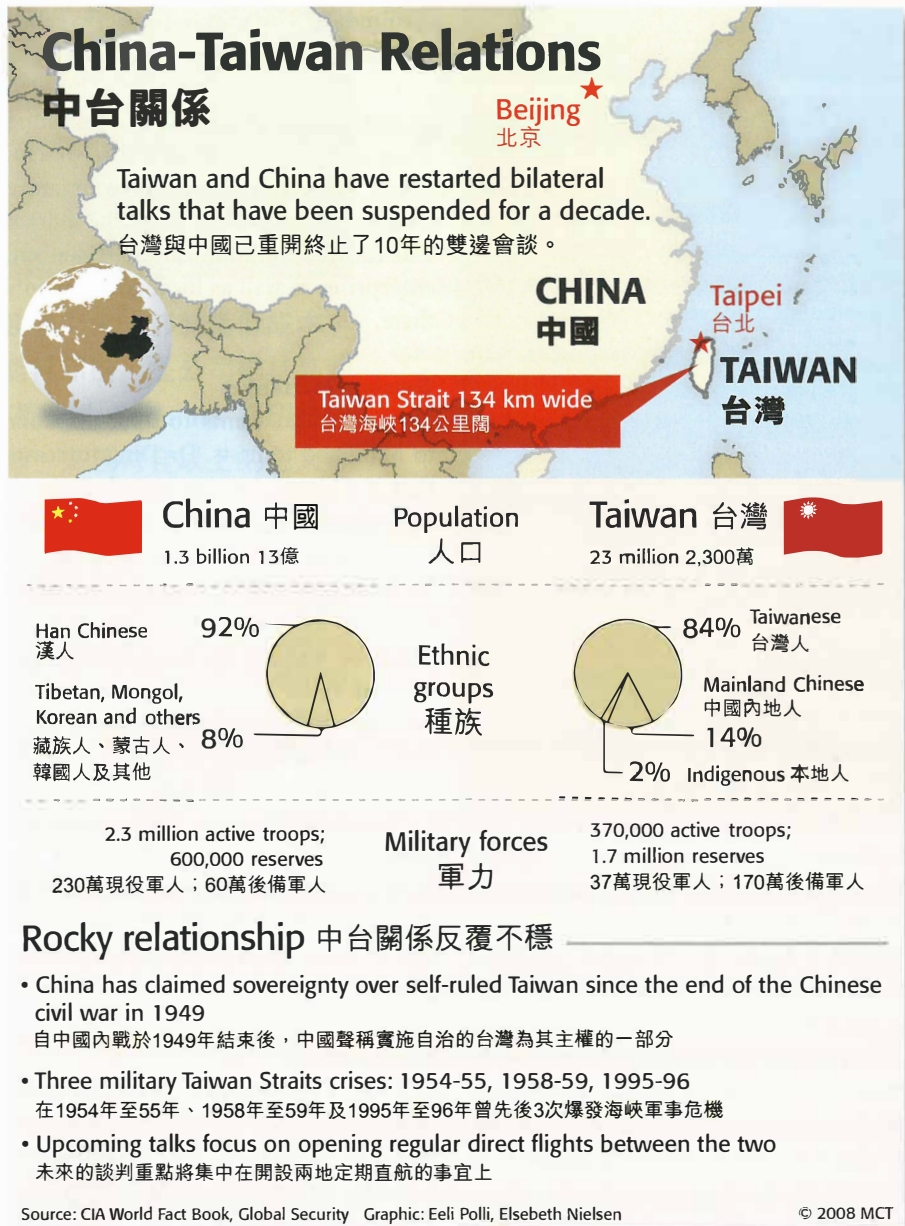 China-Taiwan Relations
中台關係
Beijing
北京
Taiwan and China have restarted bilateral
talks that have been suspended for a decade.
台灣與中國已重開終止了10年的雙邊會談。
CHINA
中國
Taipei
台北
TAIWAN
台灣
Taiwan Strait 134 km wide
台灣海峽134公里闊
China 中國
1.3 billion 13億
Population
人口
Taiwan 台灣
23 million 2,300萬
Han Chinese
漢人
92%
Tibetan, Mongol,
Korean and others
藏族人、蒙古人、
韓國人及其他
8%
Ethnic
groups
種族
84%
Taiwanese
台灣人
Mainland Chinese
中國內地人
14%
2% Indigenous 本地人
2.3 million active troops;
600,000 reserves
230萬現役軍人；60萬後備軍人
Military forces
軍力
370,000 active troops;
1.7 million reserves
37萬現役軍人；170萬後備軍人
Rocky relationship 中台關係反覆不穩
• China has claimed sovereignty over self-ruled Taiwan since the end of the Chinese
civil war in 1949
自中國內戰於1949年結束後，中國聲稱實施自治的台灣為其主權的一部分
• Three military Taiwan Straits crises: 1954-55, 1958-59, 1995-96
在1954年至55年、1958年至59年及1995年至96年曾先後3次爆發海峽軍事危機
• Upcoming talks focus on opening regular direct flights between the two
未來的談判重點將集中在開設兩地定期直航的事宜上
Source: CIA World Fact Book, Global Security Graphic: Eeli Polli, Elsebeth Nielsen
© 2008 MCT